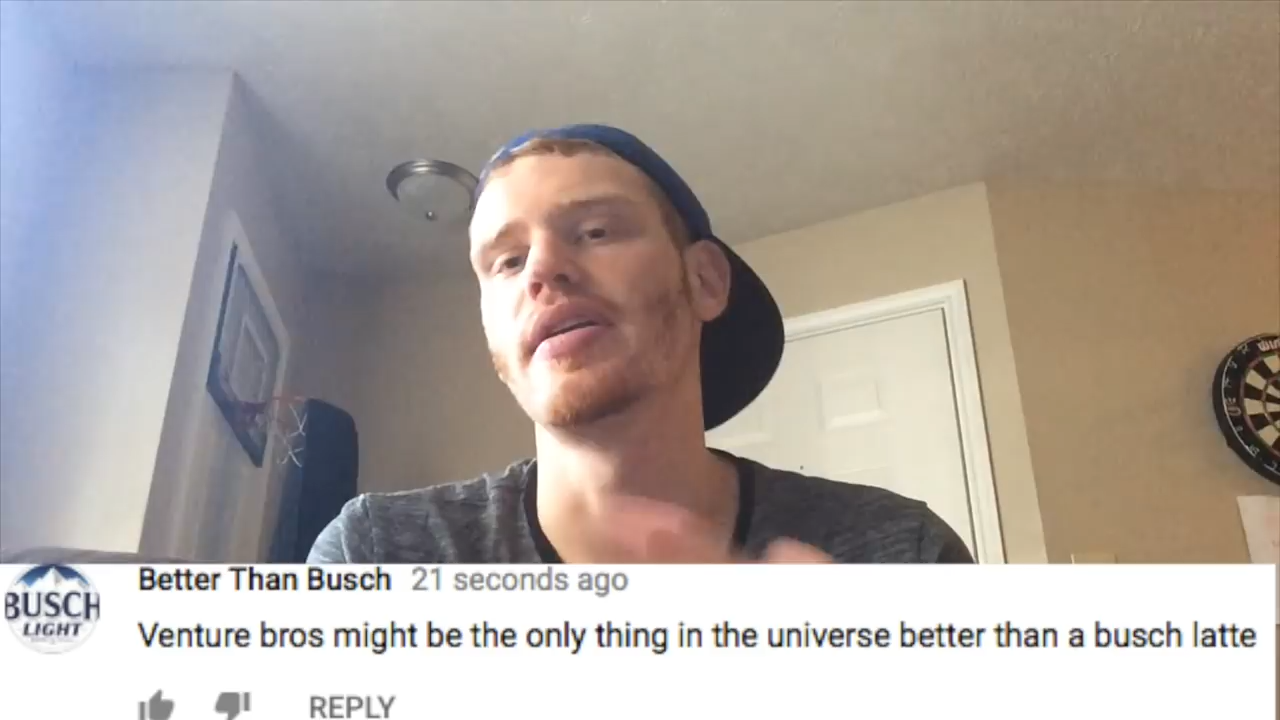 Better Than Busch 21 seconds ago
BUSCH
LIGHT
Venture bros might be the only thing in the universe better than a busch latte
REPLY